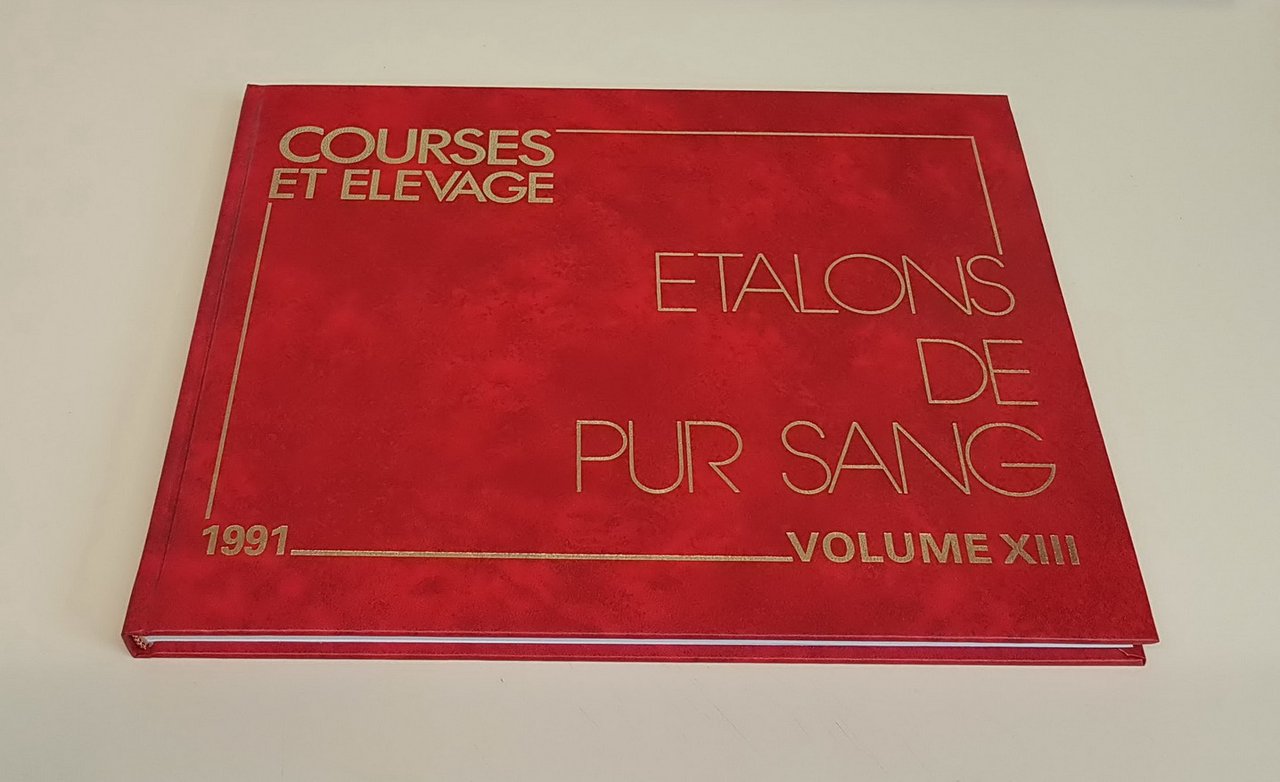 COURSES
ET ELEVAGE
ETALONS
DE
PUR SANG
1991
VOLUME XIII